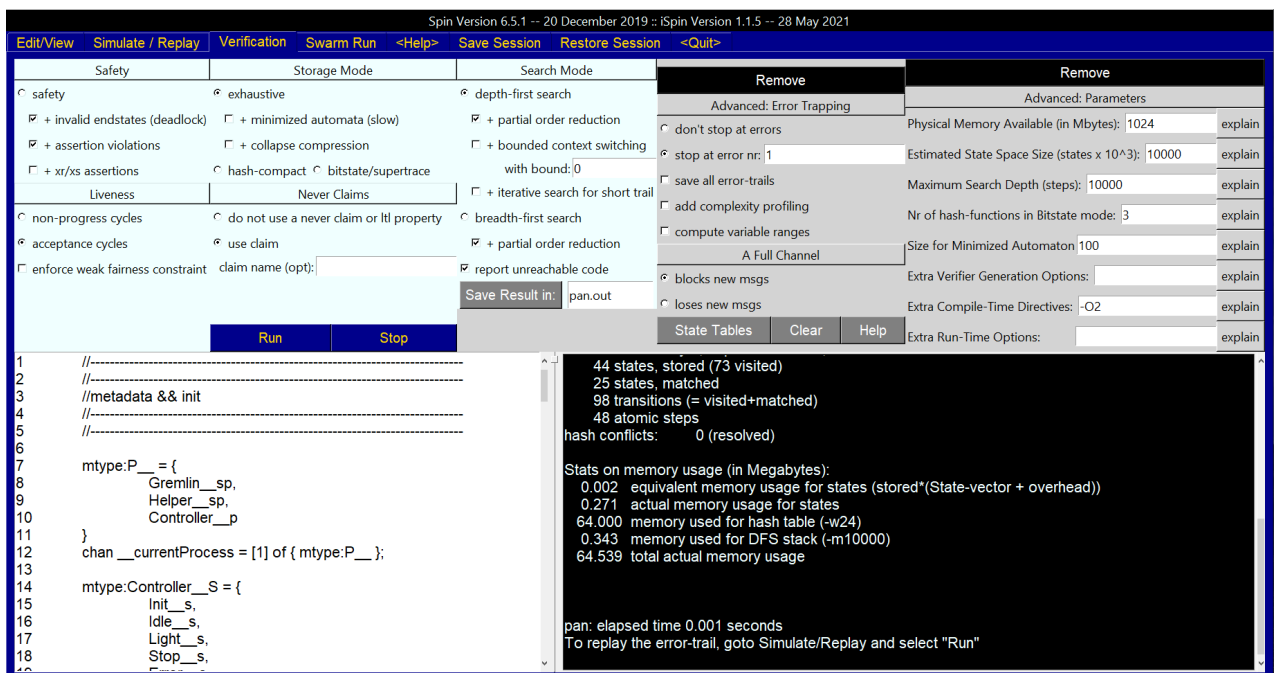 Spin Version 6.5.1 -- 20 December 2019 :: iSpin Version 1.1.5 -- 28 May 2021
Edit/View Simulate / Replay Verification Swarm Run <Help> Save Session Restore Session <Quit>
Safety
safety
+ invalid endstates (deadlock)
+ assertion violations
+ xr/xs assertions
Liveness
non-progress cycles
acceptance cycles
enforce weak fairness constraint
Storage Mode
exhaustive
+ minimized automata (slow)
+ collapse compression
hash-compact bitstate/supertrace
Never Claims
do not use a never claim or ltl property
use claim
claim name (opt):
Run Stop
Search Mode
depth-first search
+ partial order reduction
+ bounded context switching
with bound: 0
+ iterative search for short trail
breadth-first search
+ partial order reduction
report unreachable code
Save Result in: pan.out
Remove
Advanced: Error Trapping
don't stop at errors
stop at error nr: 1
save all error-trails
add complexity profiling
compute variable ranges
A Full Channel
blocks new msgs
loses new msgs
State Tables Clear Help
Remove
Advanced: Parameters
Physical Memory Available (in Mbytes): 1024 explain
Estimated State Space Size (states x 10^3): 10000 explain
Maximum Search Depth (steps): 10000 explain
Nr of hash-functions in Bitstate mode: 3 explain
Size for Minimized Automaton 100 explain
Extra Verifier Generation Options: explain
Extra Compile-Time Directives: -O2 explain
Extra Run-Time Options: explain
1 //-----------------------------------------------------------------------------
2 //-----------------------------------------------------------------------------
3 //metadata && init
4 //-----------------------------------------------------------------------------
5 //-----------------------------------------------------------------------------
6
7 mtype:P__ = {
8 Gremlin__sp,
9 Helper__sp,
10 Controller__p
11 }
12 chan __currentProcess = [1] of { mtype:P__ };
13
14 mtype:Controller__S = {
15 Init__s,
16 Idle__s,
17 Light__s,
18 Stop__s,
44 states, stored (73 visited)
25 states, matched
98 transitions (= visited+matched)
48 atomic steps
hash conflicts: 0 (resolved)
Stats on memory usage (in Megabytes):
0.002 equivalent memory usage for states (stored*(State-vector + overhead))
0.271 actual memory usage for states
64.000 memory used for hash table (-w24)
0.343 memory used for DFS stack (-m10000)
64.539 total actual memory usage
pan: elapsed time 0.001 seconds
To replay the error-trail, goto Simulate/Replay and select "Run"